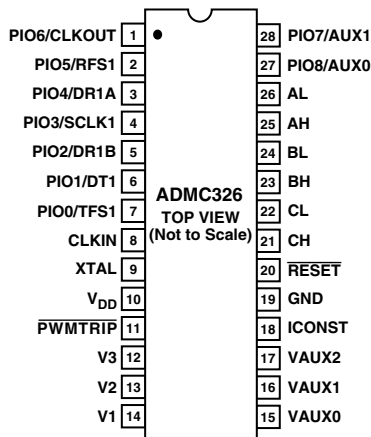 PIO6/CLKOUT 1 28 PIO7/AUX1
PIO5/RFS1 2 27 PIO8/AUX0
PIO4/DR1A 3 26 AL
PIO3/SCLK1 4 25 AH
PIO2/DR1B 5 24 BL
PIO1/DT1 6 23 BH
PIO0/TFS1 7 22 CL
CLKIN 8 21 CH
XTAL 9 20 RESET
VDD 10 19 GND
PWMTRIP 11 18 ICONST
V3 12 17 VAUX2
V2 13 16 VAUX1
V1 14 15 VAUX0
ADMC326
TOP VIEW
(Not to Scale)